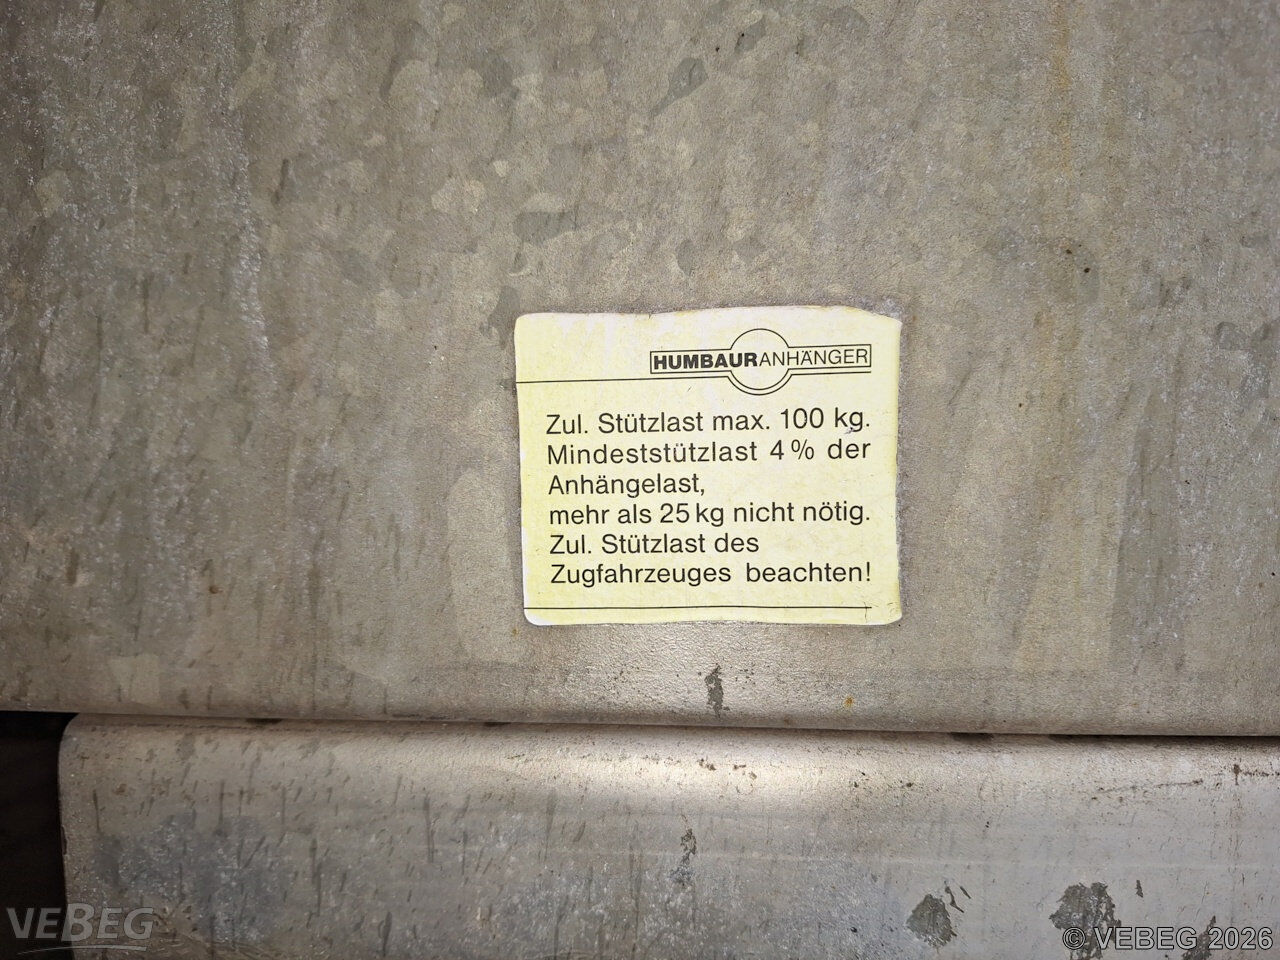 HUMBAURANHÄNGER
Zul. Stützlast max. 100 kg.
Mindeststützlast 4% der
Anhängelast,
mehr als 25 kg nicht nötig.
Zul. Stützlast des
Zugfahrzeuges beachten!
VEBEG
© VEBEG 2026